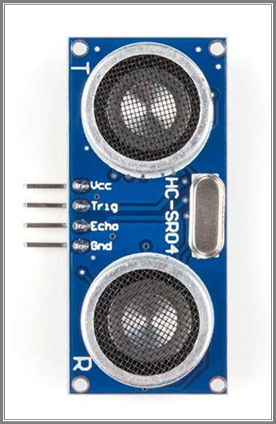 T
HC-SR04
Vcc
Trig
Echo
Gnd
R